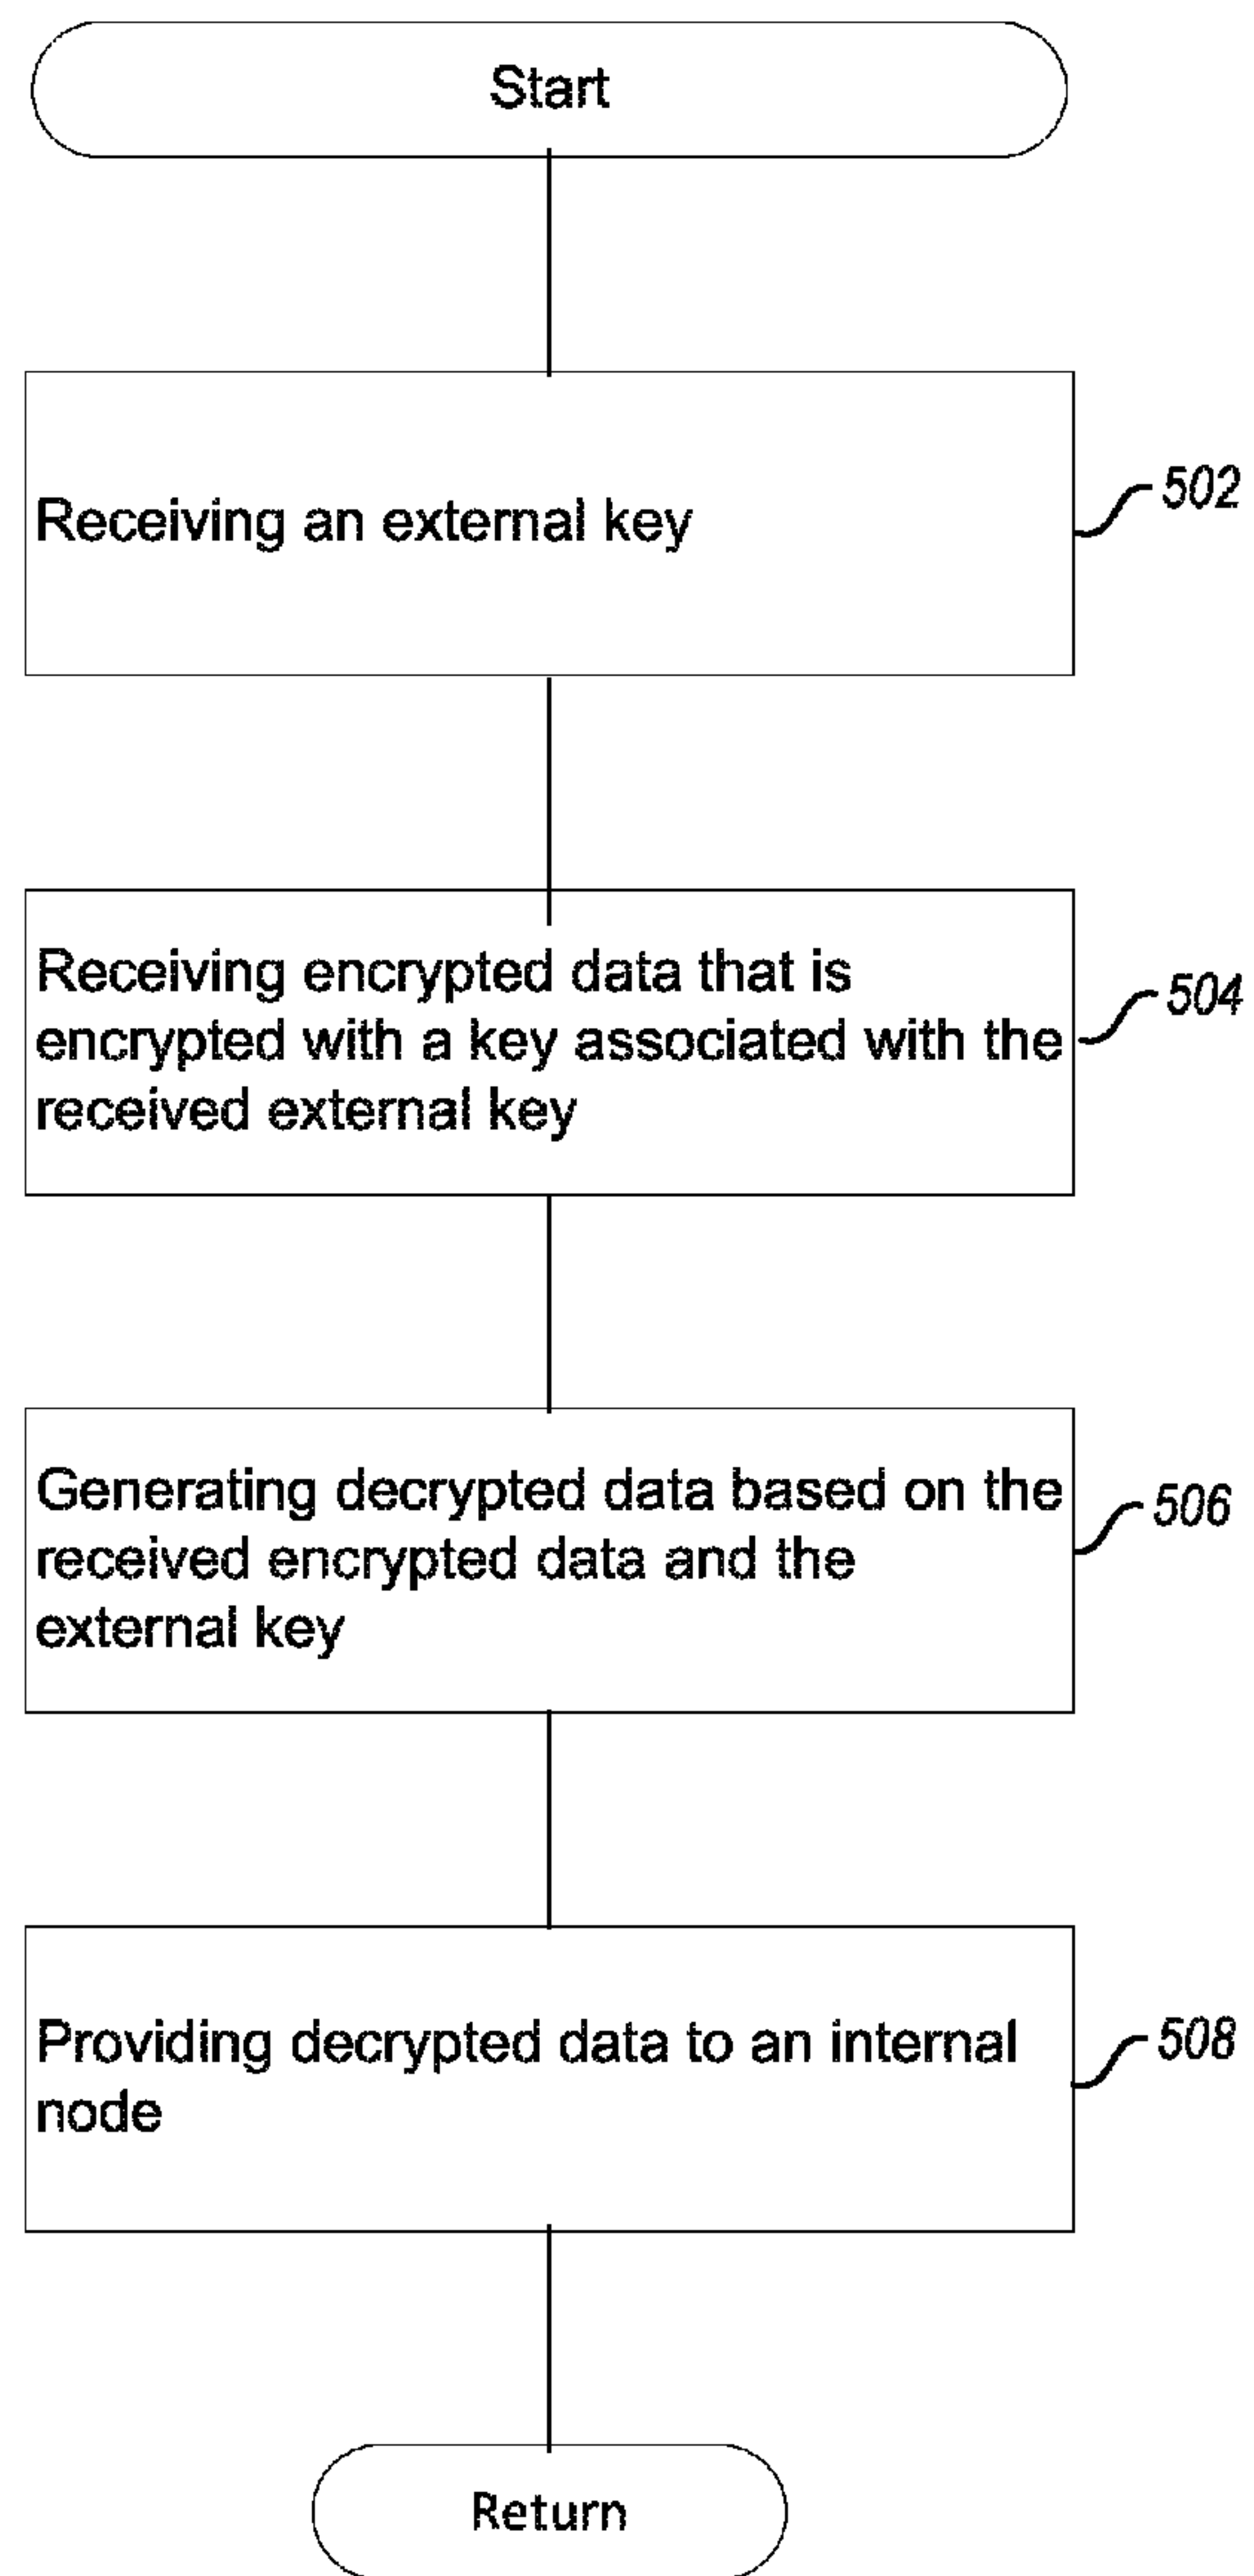 Start
Receiving an external key
502
Receiving encrypted data that is
encrypted with a key associated with the
received external key
504
Generating decrypted data based on the
received encrypted data and the
external key
506
Providing decrypted data to an internal
node
508
Return